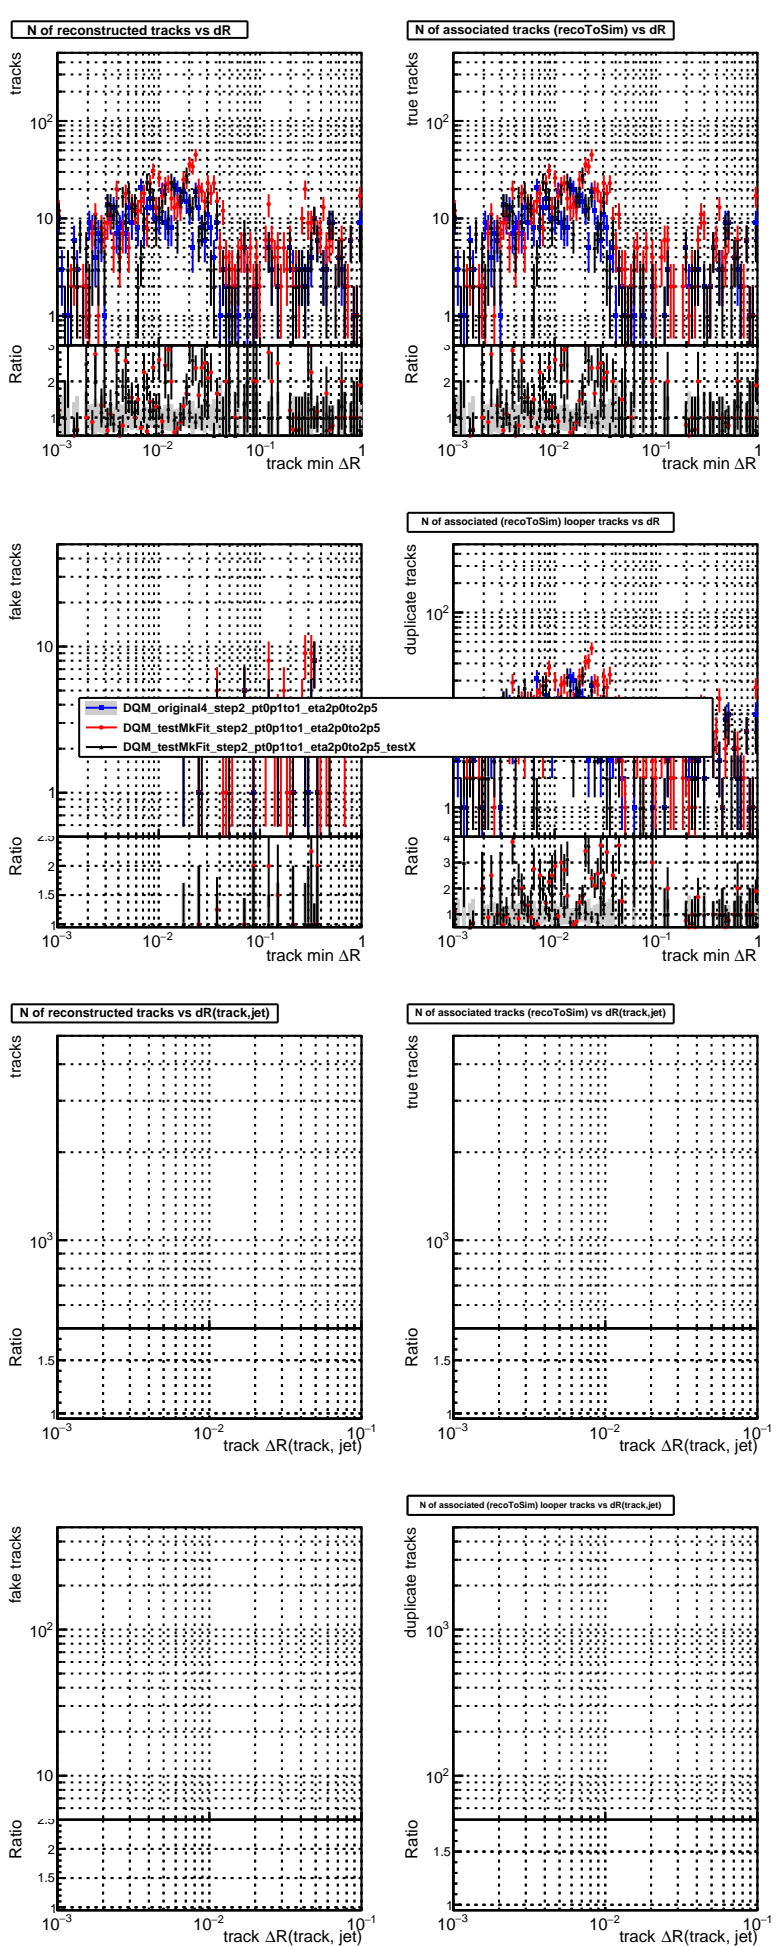 N of reconstructed tracks vs dR
tracks
10²
10
1
Ratio
3
2
1
10⁻³
10⁻²
10⁻¹
1
track min ΔR
N of associated tracks (recoToSim) vs dR
true tracks
10²
10
1
Ratio
3
2
1
10⁻³
10⁻²
10⁻¹
1
track min ΔR
fake tracks
10
1
Ratio
2.5
2
1.5
1
10⁻³
10⁻²
10⁻¹
1
track min ΔR
N of associated (recoToSim) looper tracks vs dR
duplicate tracks
10²
1
Ratio
4
3
2
1
10⁻³
10⁻²
10⁻¹
1
track min ΔR
DQM_original4_step2_pt0p1to1_eta2p0to2p5
DQM_testMkFit_step2_pt0p1to1_eta2p0to2p5
DQM_testMkFit_step2_pt0p1to1_eta2p0to2p5_testX
N of reconstructed tracks vs dR(track,jet)
tracks
10³
Ratio
1.5
1
10⁻³
10⁻²
10⁻¹
track ΔR(track, jet)
N of associated tracks (recoToSim) vs dR(track,jet)
true tracks
10³
Ratio
1.5
1
10⁻³
10⁻²
10⁻¹
track ΔR(track, jet)
fake tracks
10²
10
Ratio
2.5
2
1.5
1
10⁻³
10⁻²
10⁻¹
track ΔR(track, jet)
N of associated (recoToSim) looper tracks vs dR(track,jet)
duplicate tracks
10³
10²
Ratio
1.5
1
10⁻³
10⁻²
10⁻¹
track ΔR(track, jet)